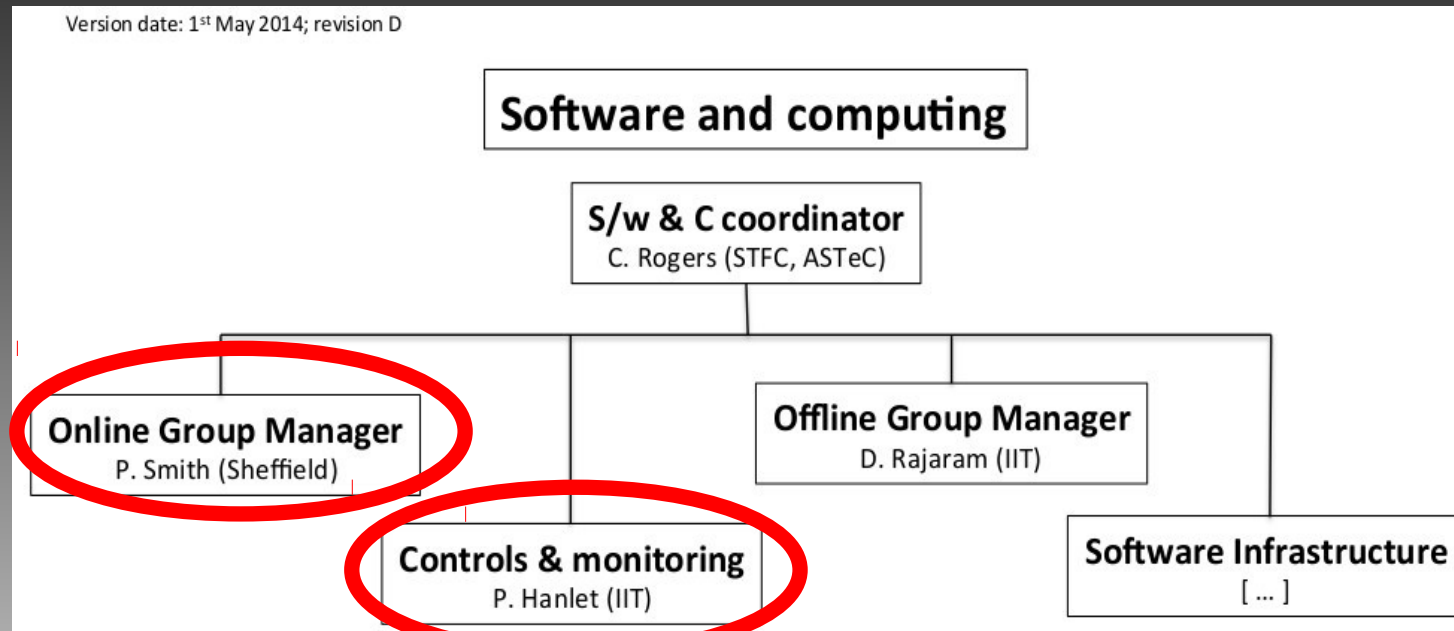 Version date: 1st May 2014; revision D
Software and computing
S/w & C coordinator
C. Rogers (STFC, ASTeC)
Online Group Manager
P. Smith (Sheffield)
Offline Group Manager
D. Rajaram (IIT)
Controls & monitoring
P. Hanlet (IIT)
Software Infrastructure
[ ... ]